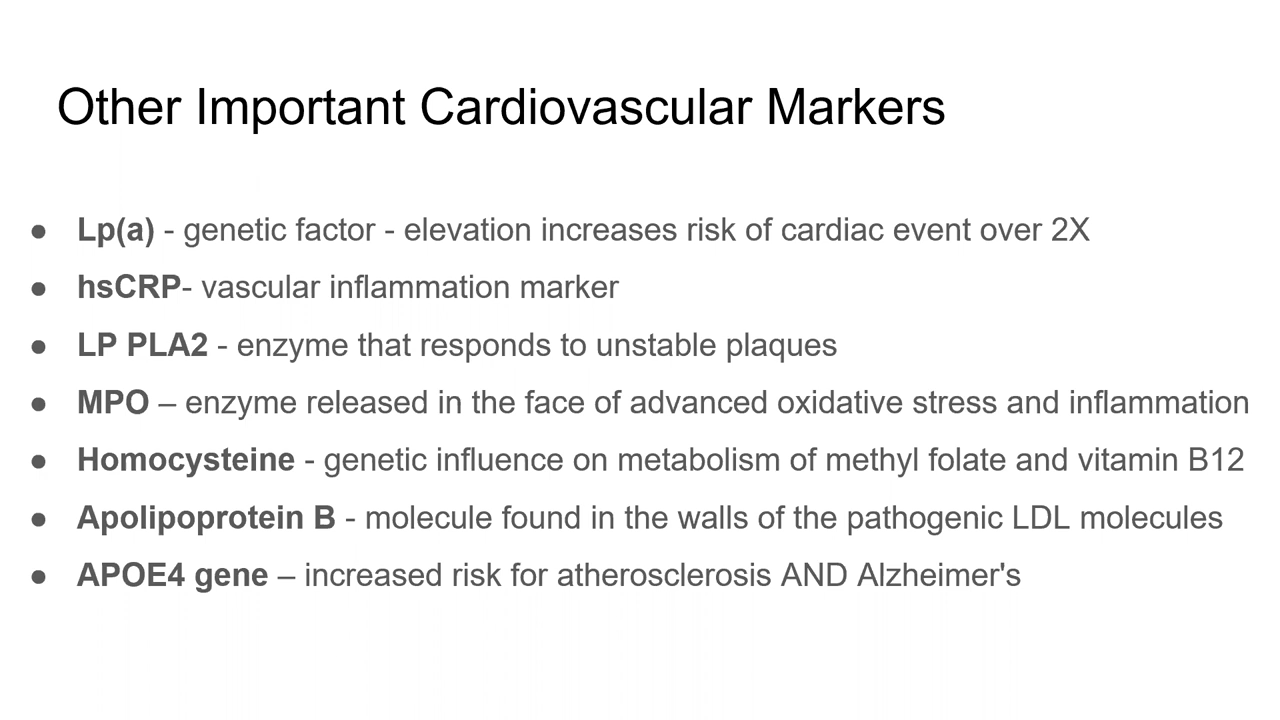 Other Important Cardiovascular Markers
● Lp(a) - genetic factor - elevation increases risk of cardiac event over 2X
● hsCRP- vascular inflammation marker
● LP PLA2 - enzyme that responds to unstable plaques
● MPO – enzyme released in the face of advanced oxidative stress and inflammation
● Homocysteine - genetic influence on metabolism of methyl folate and vitamin B12
● Apolipoprotein B - molecule found in the walls of the pathogenic LDL molecules
● APOE4 gene – increased risk for atherosclerosis AND Alzheimer's